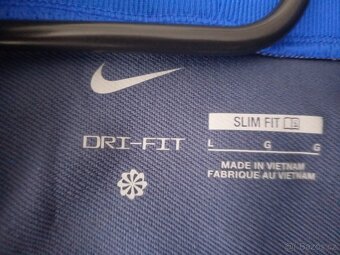 DRI-FIT
SLIM FIT
L G G
MADE IN VIETNAM
FABRIQUE AU VIETNAM